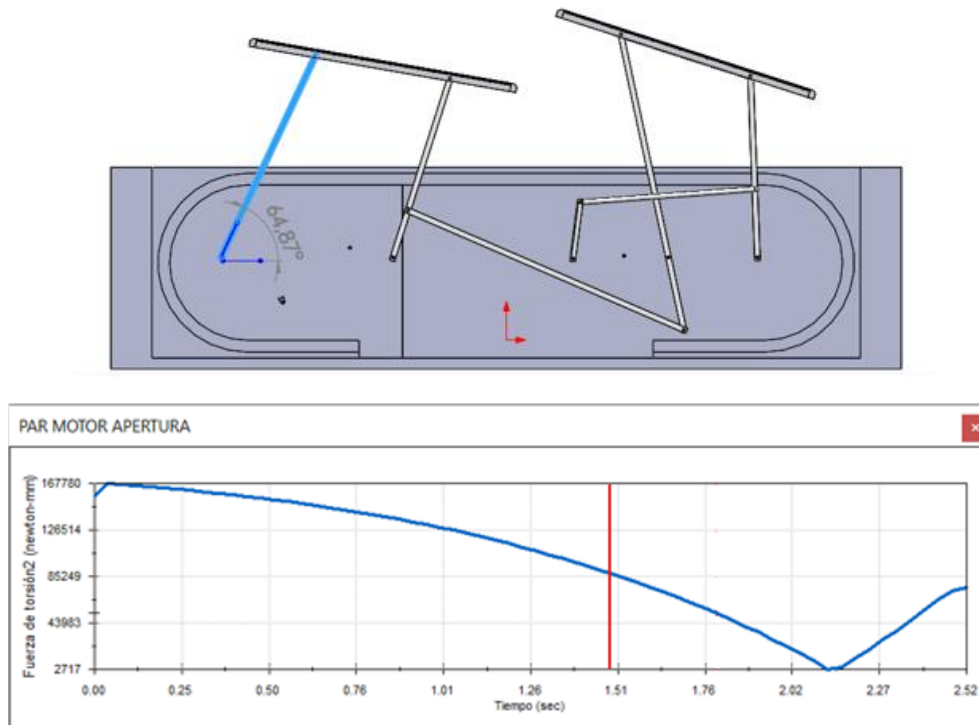 64,87°
PAR MOTOR APERTURA
×
Fuerza de torsión2 (newton-mm)
167780
126514
85249
43983
2717
0.00 0.25 0.50 0.76 1.01 1.26 1.51 1.76 2.02 2.27 2.52
Tiempo (sec)